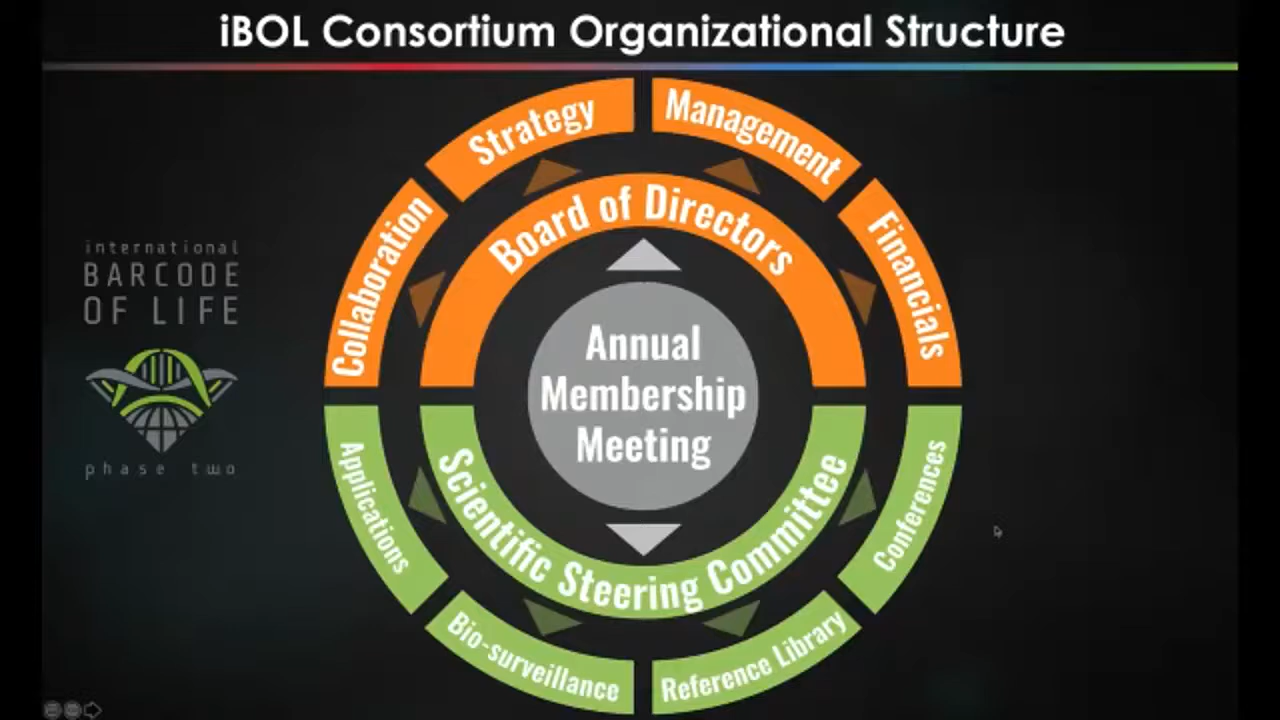 iBOL Consortium Organizational Structure
Strategy
Management
Collaboration
Board of Directors
Financials
international
BARCODE
OF LIFE
phase two
Annual
Membership
Meeting
Applications
Scientific Steering Committee
Conferences
Bio-surveillance
Reference Library